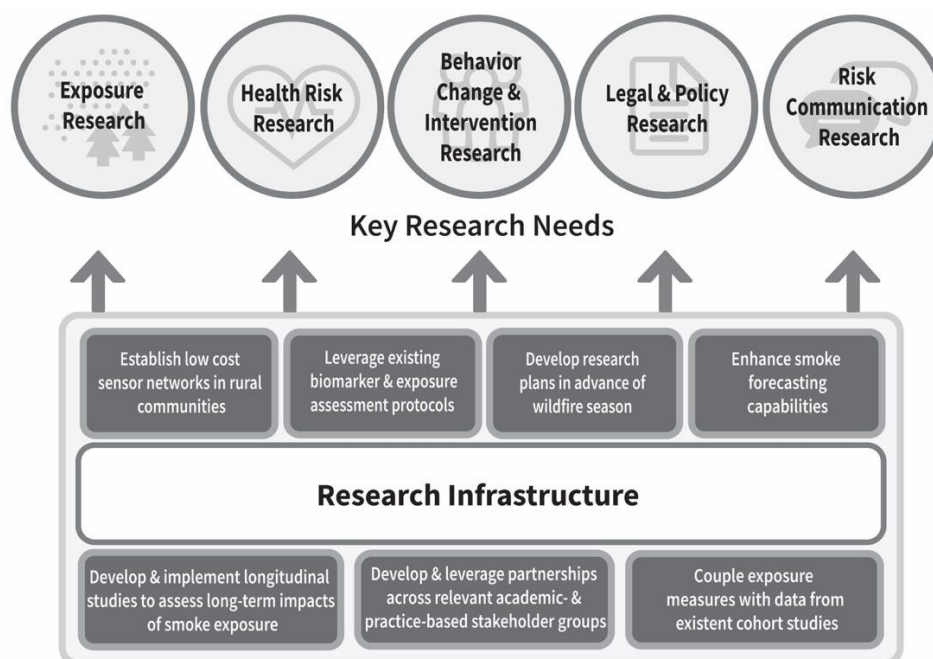 Exposure
Research
Health Risk
Research
Behavior
Change &
Intervention
Research
Legal & Policy
Research
Risk
Communication
Research
Key Research Needs
Establish low cost
sensor networks in rural
communities
Leverage existing
biomarker & exposure
assessment protocols
Develop research
plans in advance of
wildfire season
Enhance smoke
forecasting
capabilities
Research Infrastructure
Develop & implement longitudinal
studies to assess long-term impacts
of smoke exposure
Develop & leverage partnerships
across relevant academic- &
practice-based stakeholder groups
Couple exposure
measures with data from
existent cohort studies